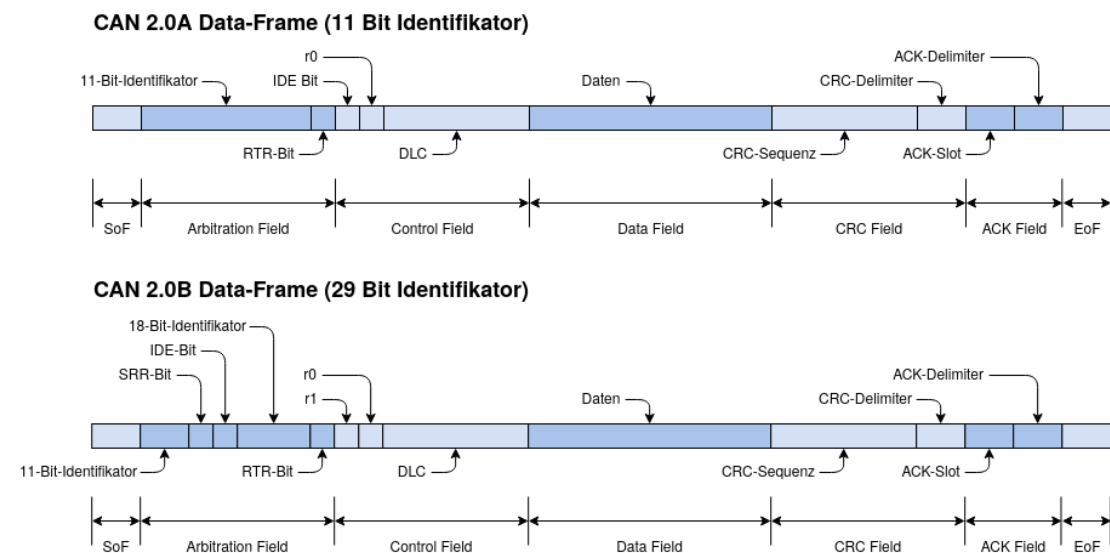 CAN 2.0A Data-Frame (11 Bit Identifikator)
r0
ACK-Delimiter
11-Bit-Identifikator
IDE Bit
Daten
CRC-Delimiter
RTR-Bit
DLC
CRC-Sequenz
ACK-Slot
SoF
Arbitration Field
Control Field
Data Field
CRC Field
ACK Field
EoF
CAN 2.0B Data-Frame (29 Bit Identifikator)
18-Bit-Identifikator
IDE-Bit
SRR-Bit
r0
ACK-Delimiter
r1
Daten
CRC-Delimiter
11-Bit-Identifikator
RTR-Bit
DLC
CRC-Sequenz
ACK-Slot
SoF
Arbitration Field
Control Field
Data Field
CRC Field
ACK Field
EoF